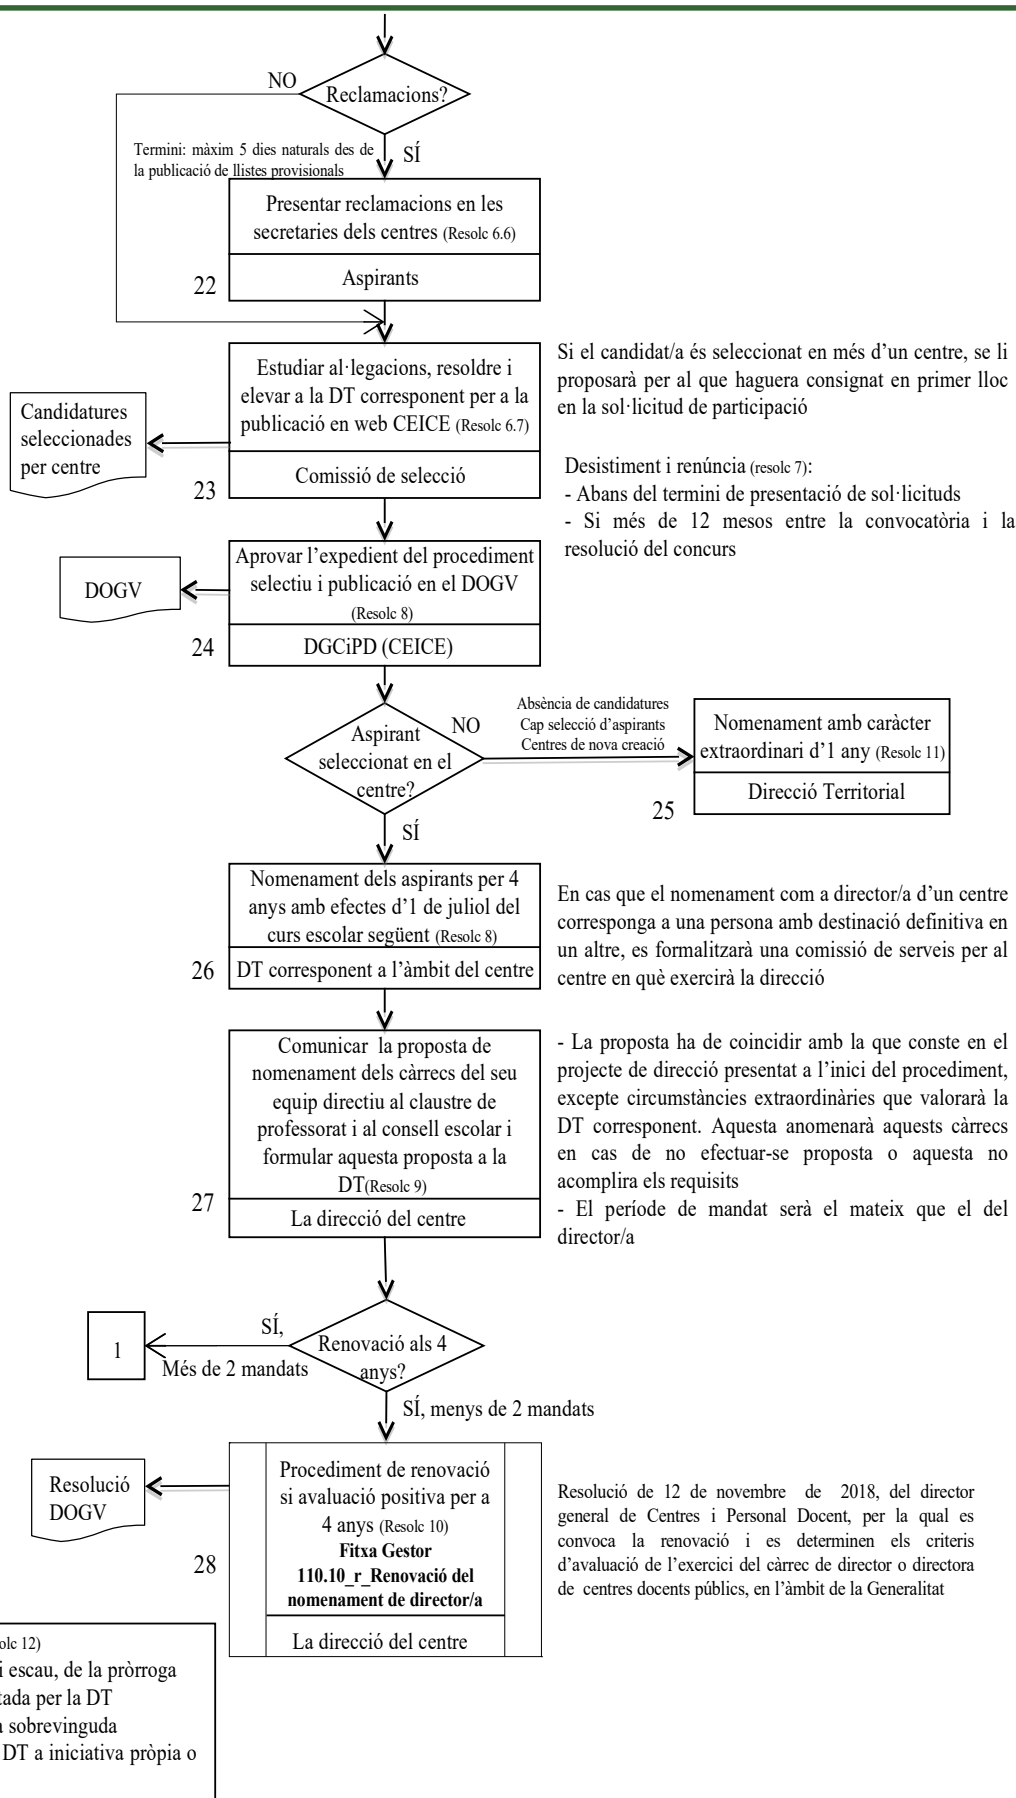 NO
Reclamacions?
Termini: màxim 5 dies naturals des de
la publicació de llistes provisionals
SÍ
Presentar reclamacions en les
secretaries dels centres (Resolc 6.6)
22
Aspirants
Estudiar al·legacions, resoldre i
elevar a la DT corresponent per a la
publicació en web CEICE (Resolc 6.7)
23
Comissió de selecció
Candidatures
seleccionades
per centre
Si el candidat/a és seleccionat en més d’un centre, se li
proposarà per al que haguera consignat en primer lloc
en la sol·licitud de participació
Desistiment i renúncia (resolc 7):
- Abans del termini de presentació de sol·licituds
- Si més de 12 mesos entre la convocatòria i la
resolució del concurs
Aprovar l’expedient del procediment
selectiu i publicació en el DOGV
(Resolc 8)
DOGV
24
DGCiPD (CEICE)
Aspirant
seleccionat en el
centre?
NO
Absència de candidatures
Cap selecció d’aspirants
Centres de nova creació
Nomenament amb caràcter
extraordinari d’1 any (Resolc 11)
25
Direcció Territorial
SÍ
Nomenament dels aspirants per 4
anys amb efectes d’1 de juliol del
curs escolar següent (Resolc 8)
26
DT corresponent a l’àmbit del centre
En cas que el nomenament com a director/a d’un centre
corresponga a una persona amb destinació definitiva en
un altre, es formalitzarà una comissió de serveis per al
centre en què exercirà la direcció
Comunicar la proposta de
nomenament dels càrrecs del seu
equip directiu al claustre de
professorat i al consell escolar i
formular aquesta proposta a la
DT(Resolc 9)
27
La direcció del centre
- La proposta ha de coincidir amb la que conste en el
projecte de direcció presentat a l’inici del procediment,
excepte circumstàncies extraordinàries que valorarà la
DT corresponent. Aquesta anomenarà aquests càrrecs
en cas de no efectuar-se proposta o aquesta no
acomplira els requisits
- El període de mandat serà el mateix que el del
director/a
1
SÍ,
Més de 2 mandats
Renovació als 4
anys?
SÍ, menys de 2 mandats
Resolució
DOGV
Procediment de renovació
si avaluació positiva per a
4 anys (Resolc 10)
Fitxa Gestor
110.10_r_Renovació del
nomenament de director/a
28
La direcció del centre
Resolució de 12 de novembre de 2018, del director
general de Centres i Personal Docent, per la qual es
convoca la renovació i es determinen els criteris
d’avaluació de l’exercici del càrrec de director o directora
de centres docents públics, en l’àmbit de la Generalitat
12)
i escau, de la pròrroga
per la DT
sobrevinguda
DT a iniciativa pròpia o